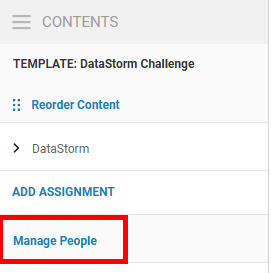 CONTENTS
TEMPLATE: DataStorm Challenge
Reorder Content
DataStorm
ADD ASSIGNMENT
Manage People